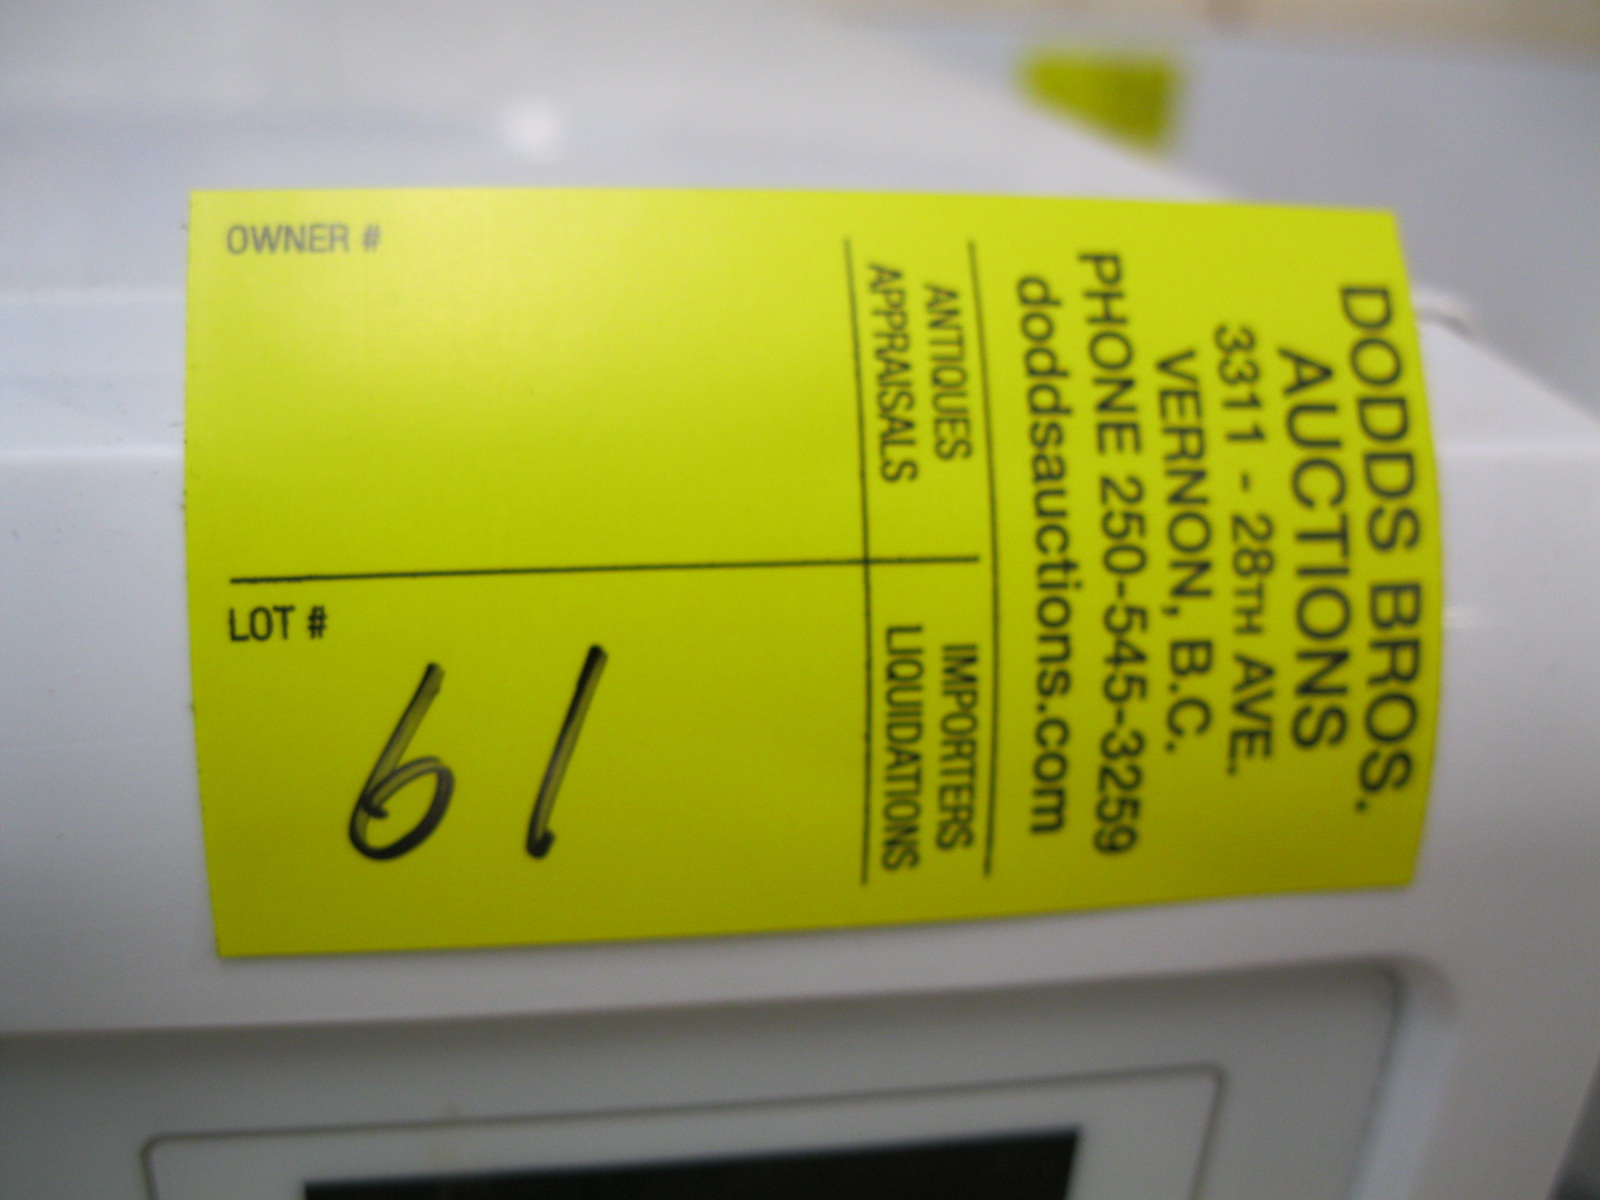 DODDS BROS.
AUCTIONS
3311 - 28TH AVE.
VERNON, B.C.
PHONE 250-545-3259
doddsauctions.com
ANTIQUES
APPRAISALS
IMPORTERS
LIQUIDATIONS
OWNER #
LOT #
61